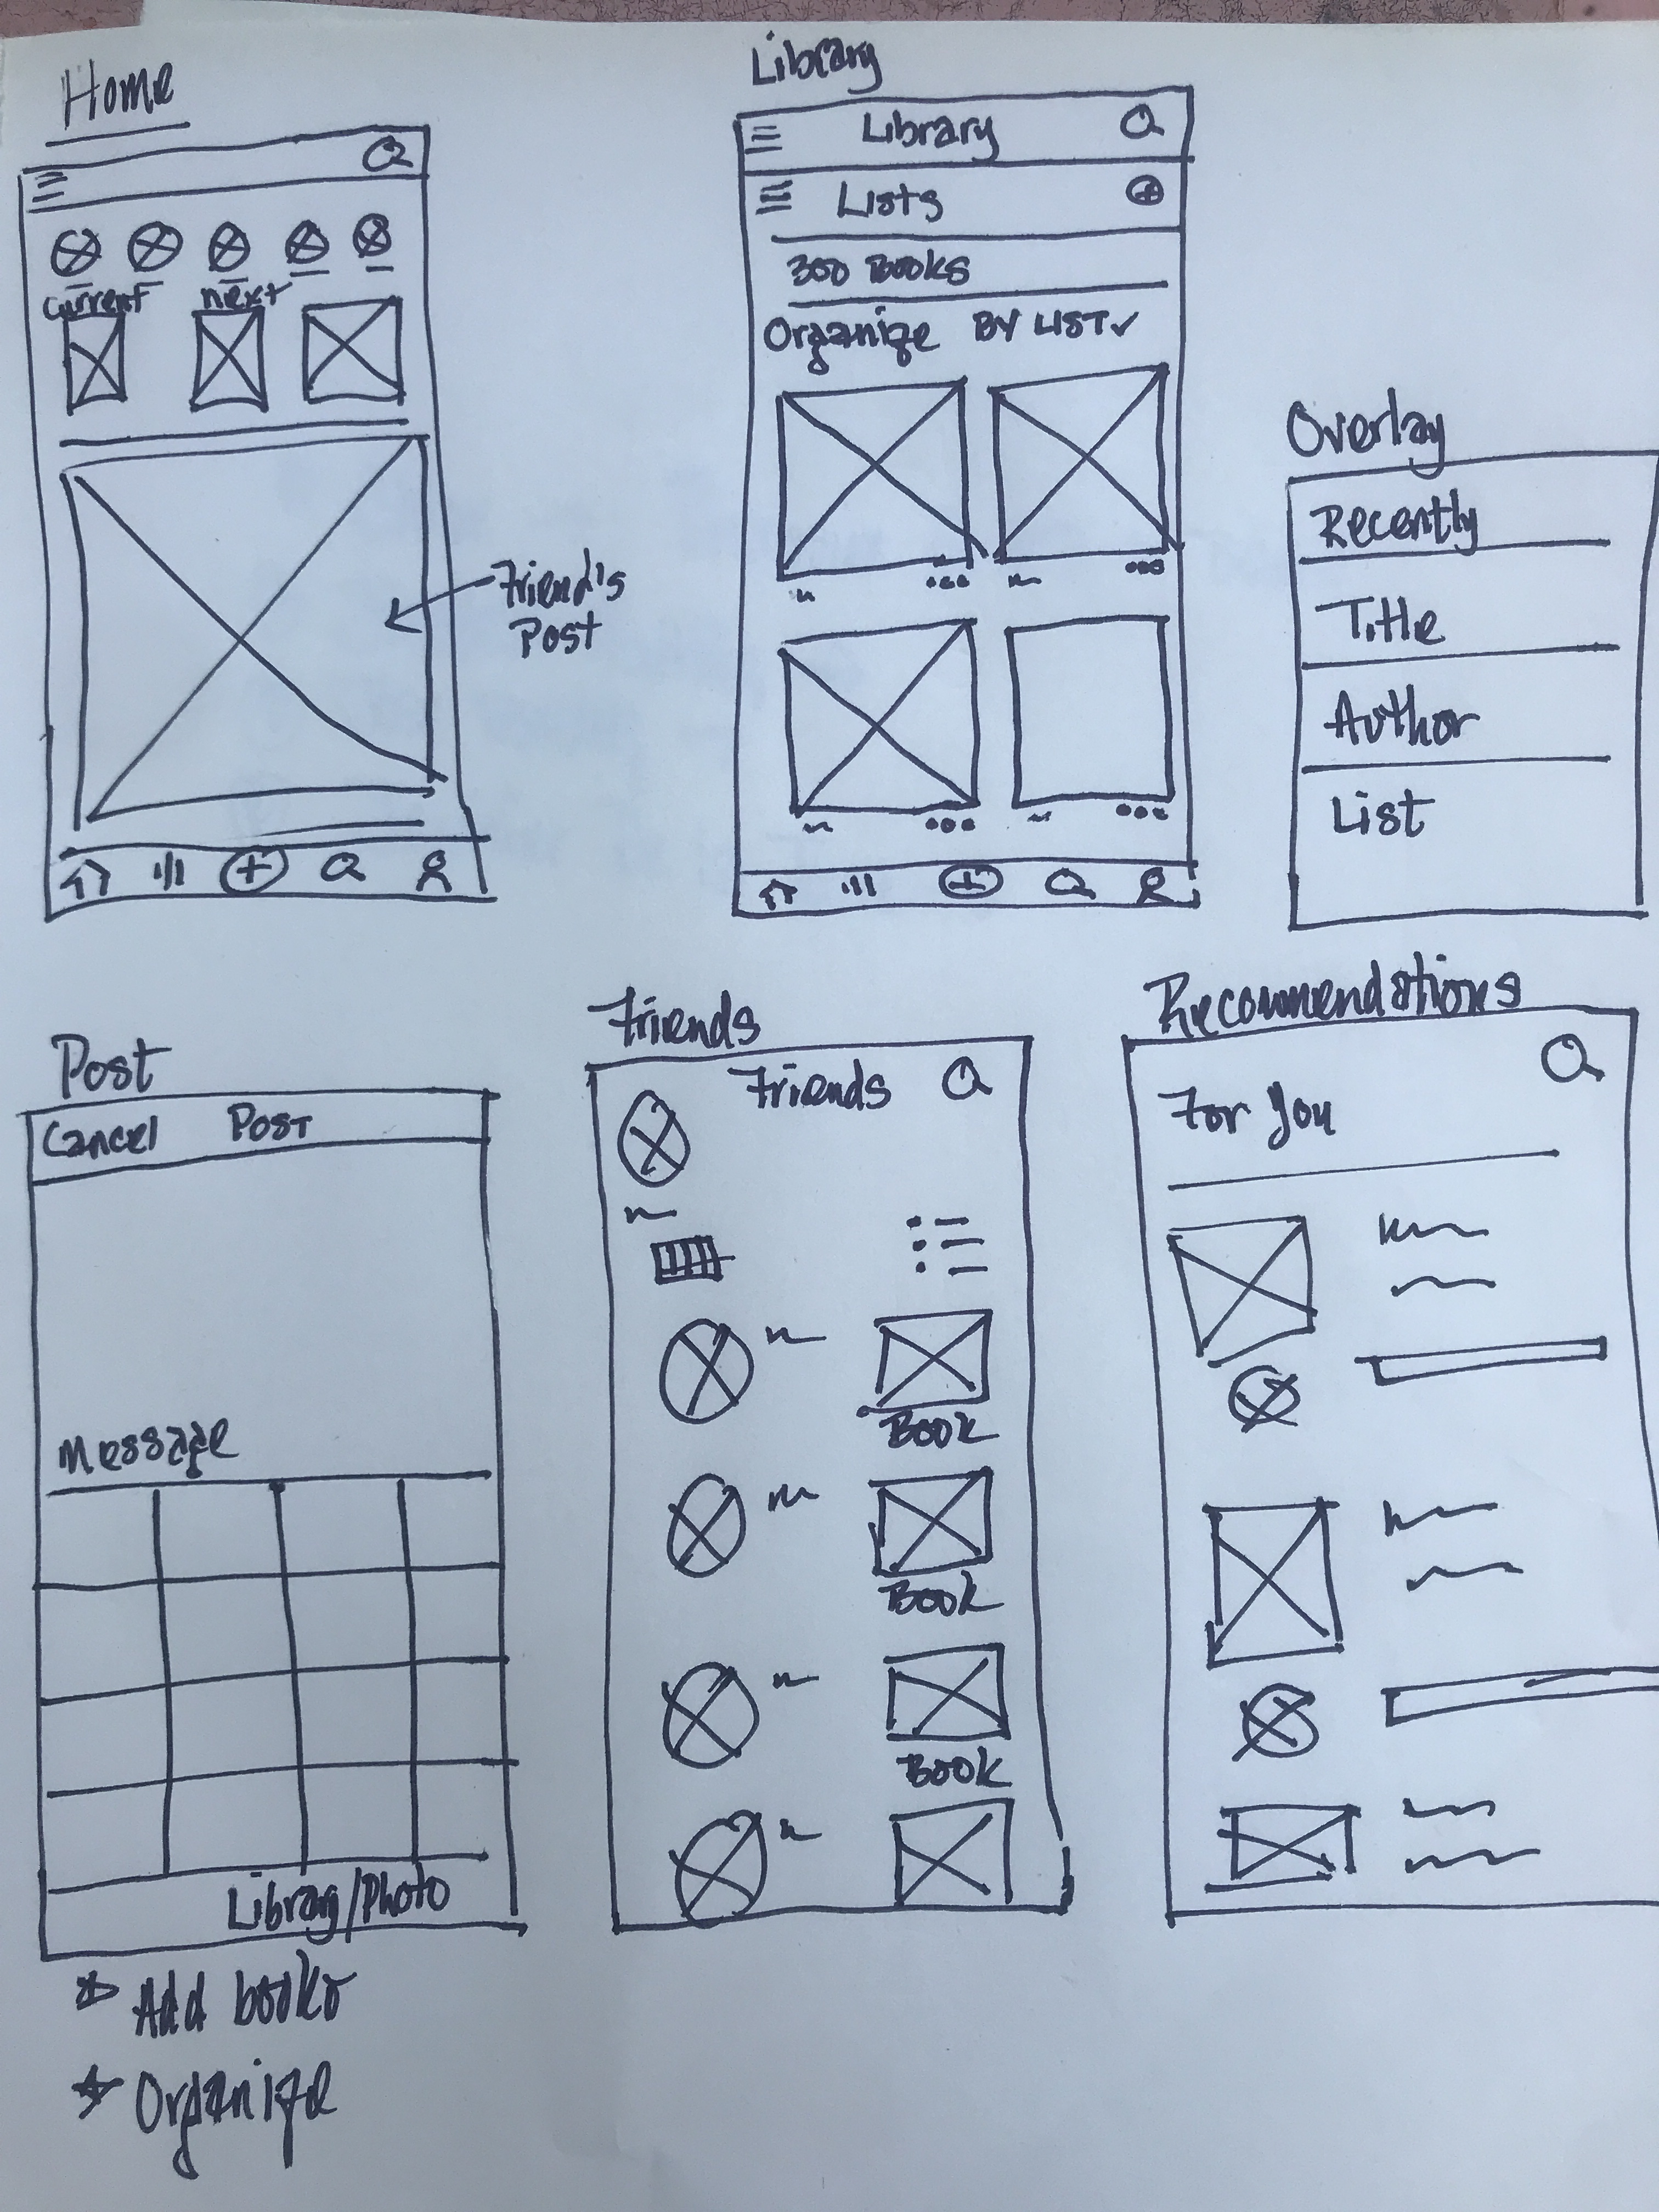 Home
current next
Friend's
Post
Library
Library
Lists
300 Books
Organize BY LIST
Overlay
Recently
Title
Author
List
Post
Cancel POST
Message
Library/Photo
* Add books
* Organize
Friends
Friends
Book
Book
Book
Recommendations
For You